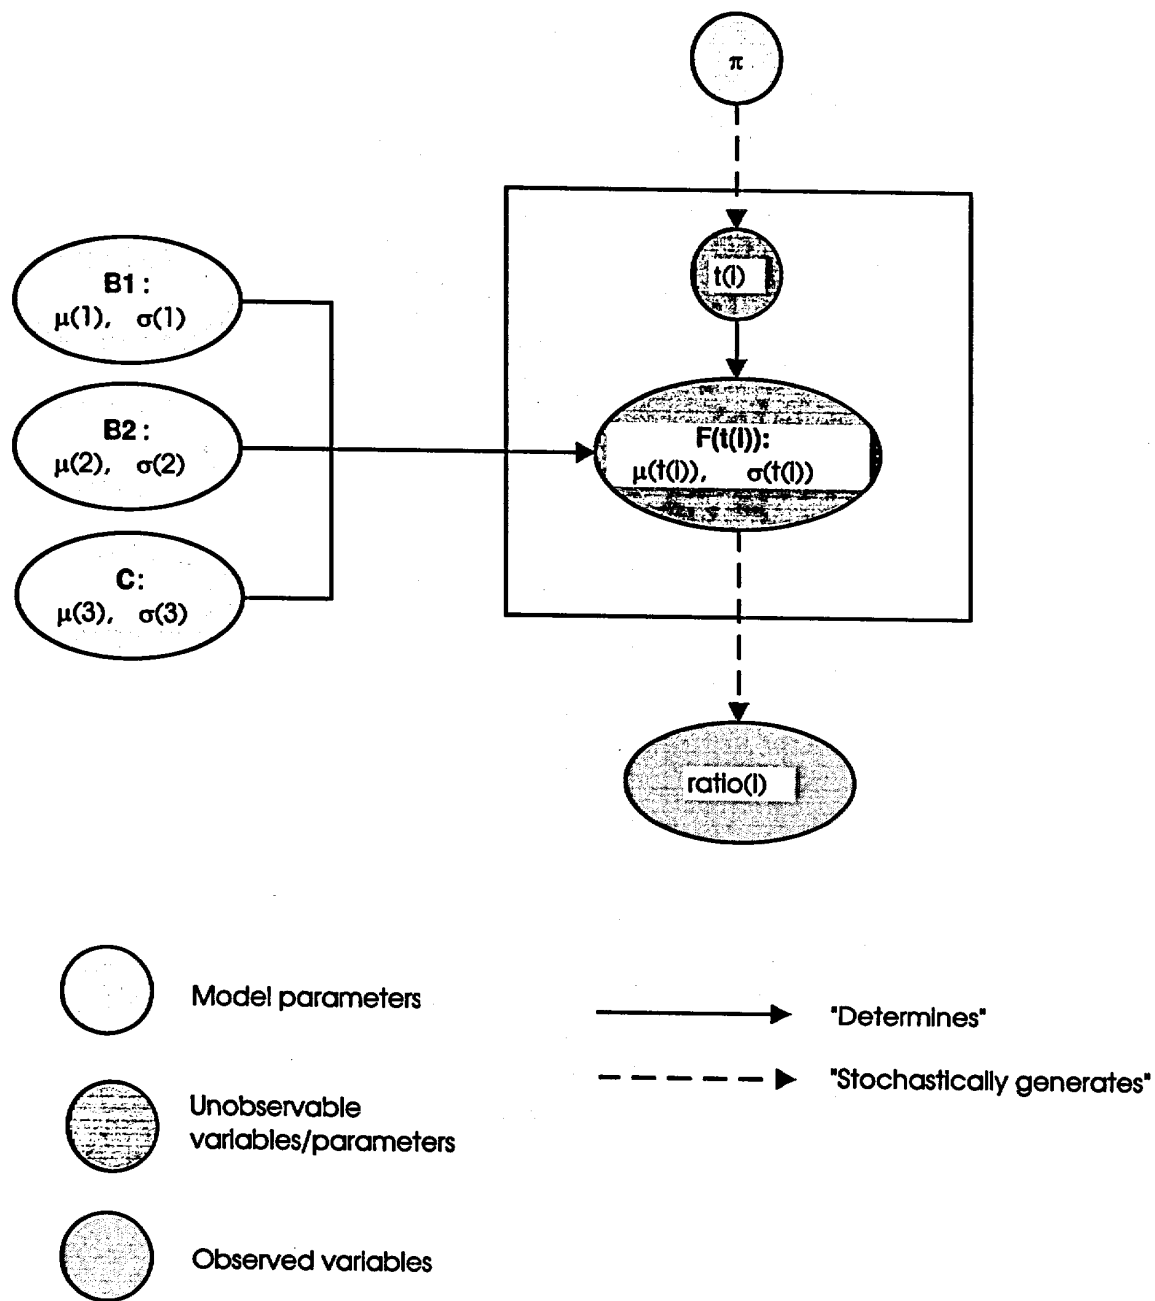 π
t(i)
B1:
μ(1), σ(1)
B2:
μ(2), σ(2)
F(t(i)):
μ(t(i)), σ(t(i))
C:
μ(3), σ(3)
ratio(i)
Model parameters
Unobservable
variables/parameters
Observed variables
"Determines"
"Stochastically generates"